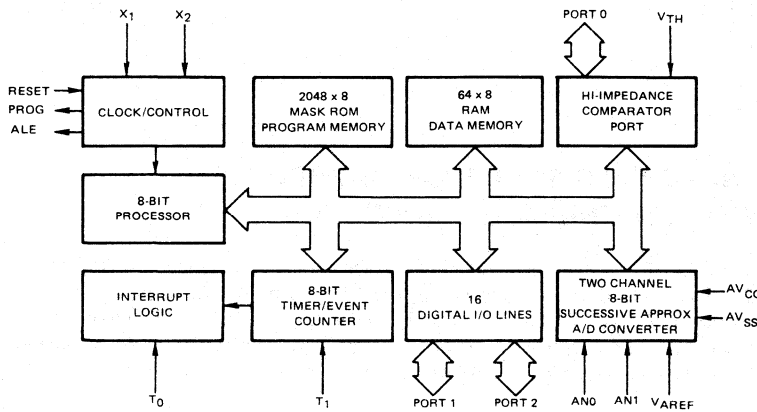 X1
X2
PORT 0
VTH
RESET
PROG
ALE
CLOCK/CONTROL
2048 x 8
MASK ROM
PROGRAM MEMORY
64 x 8
RAM
DATA MEMORY
HI-IMPEDANCE
COMPARATOR
PORT
8-BIT
PROCESSOR
INTERRUPT
LOGIC
8-BIT
TIMER/EVENT
COUNTER
16
DIGITAL I/O LINES
TWO CHANNEL
8-BIT
SUCCESSIVE APPROX
A/D CONVERTER
AVCC
AVSS
T0
T1
PORT 1
PORT 2
AN0
AN1
VAREF